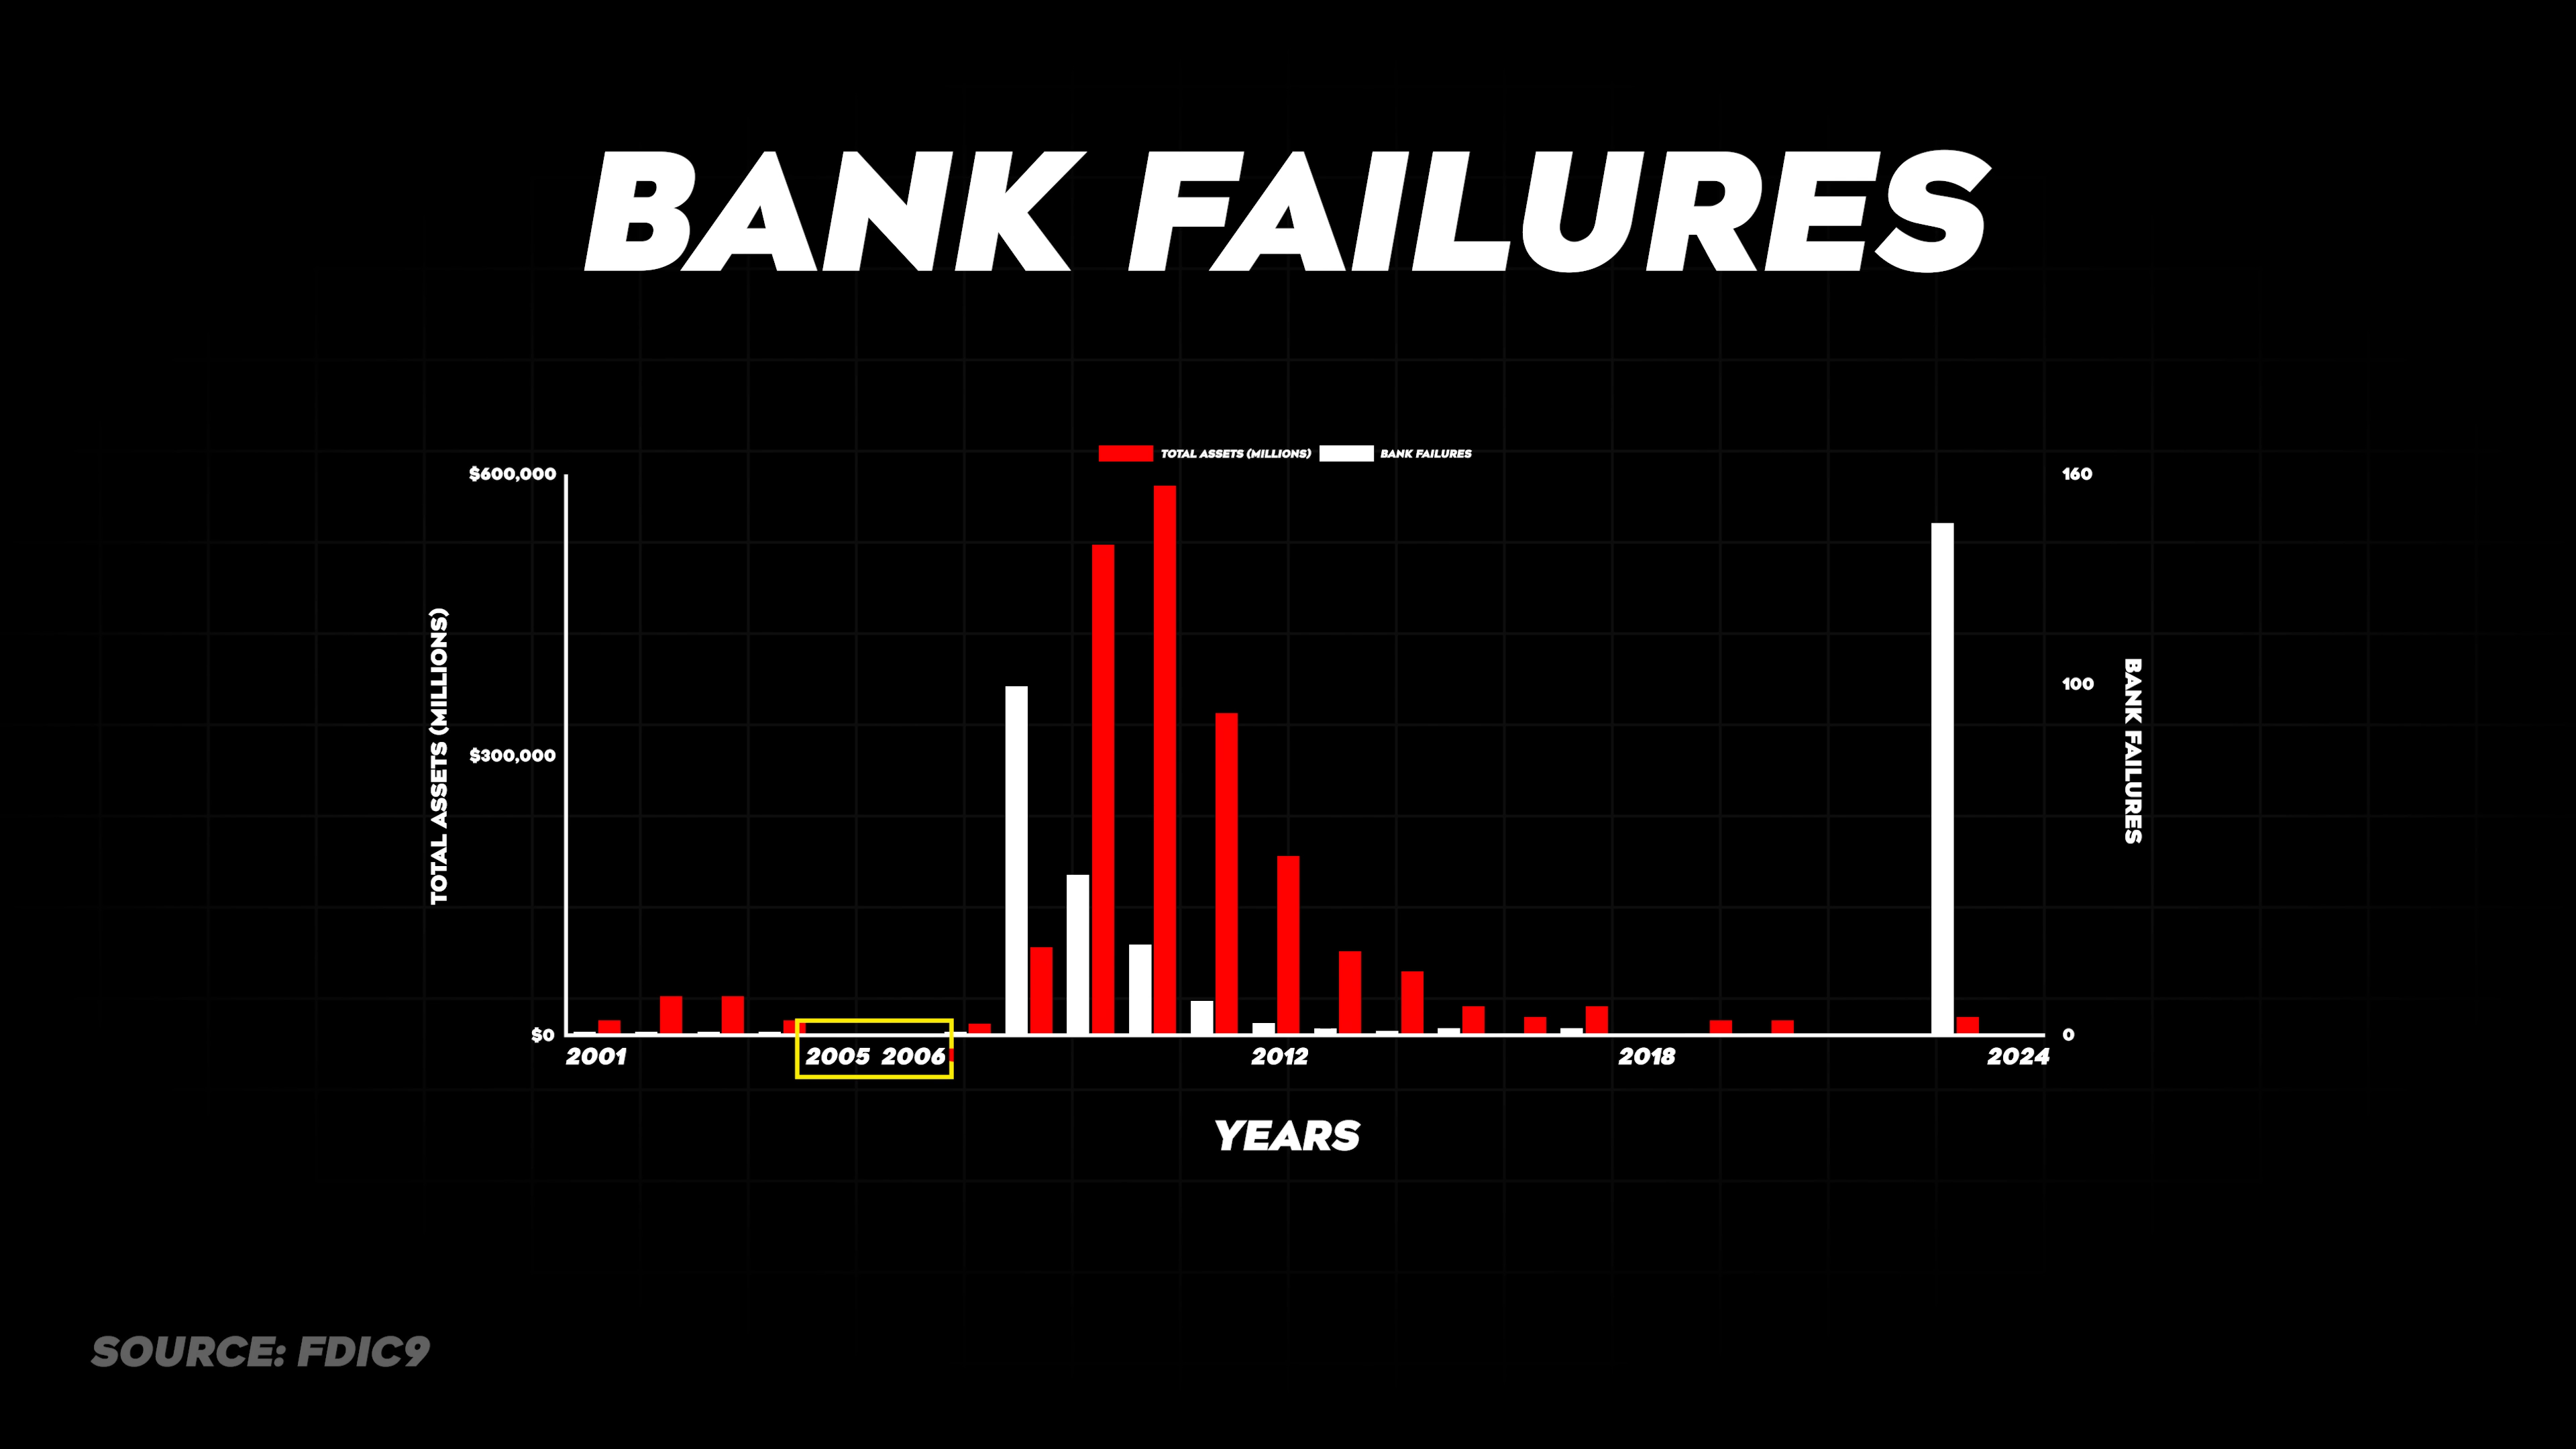 BANK FAILURES
TOTAL ASSETS (MILLIONS) BANK FAILURES
$600,000
$300,000
$0
TOTAL ASSETS (MILLIONS)
160
100
0
BANK FAILURES
2001 2005 2006 2012 2018 2024
YEARS
SOURCE: FDIC9